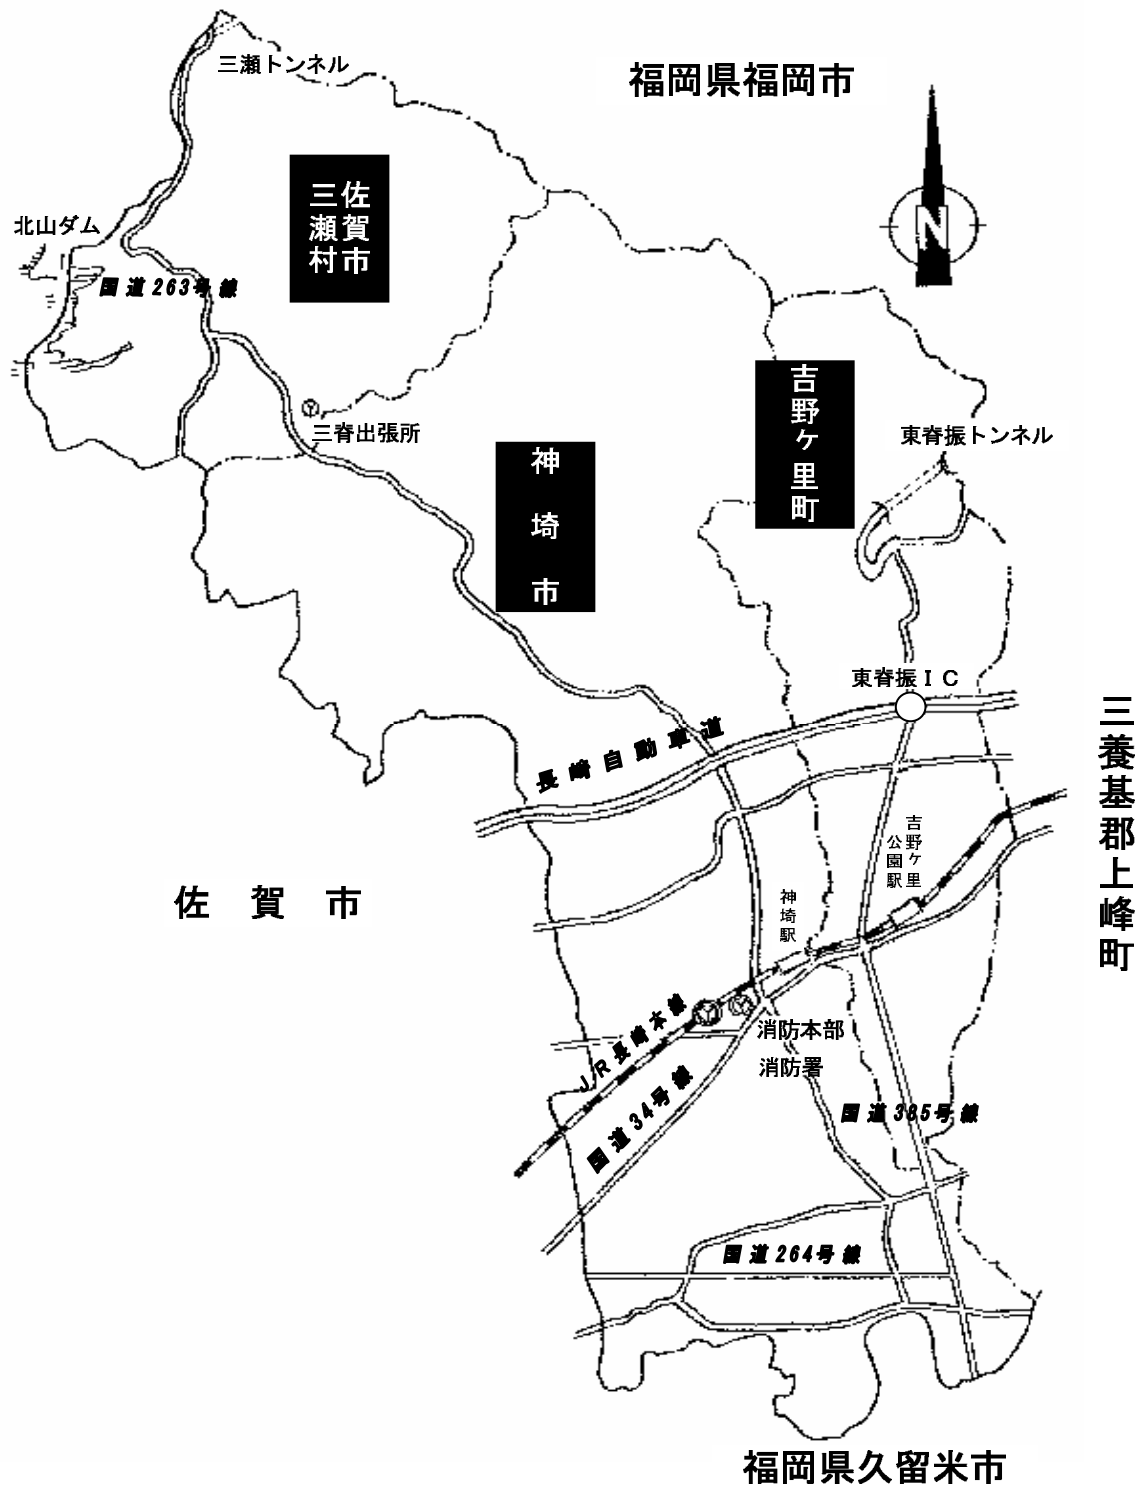 三瀬トンネル
福岡県福岡市
佐賀市
三瀬村
N
北山ダム
国道263号線
吉野ヶ里町
三脊出張所
東脊振トンネル
神埼市
東脊振ＩＣ
長崎自動車道
三養基郡上峰町
吉野ヶ里
公園駅
佐賀市
神埼駅
JR長崎本線
消防本部
消防署
国道34号線
国道385号線
国道264号線
福岡県久留米市